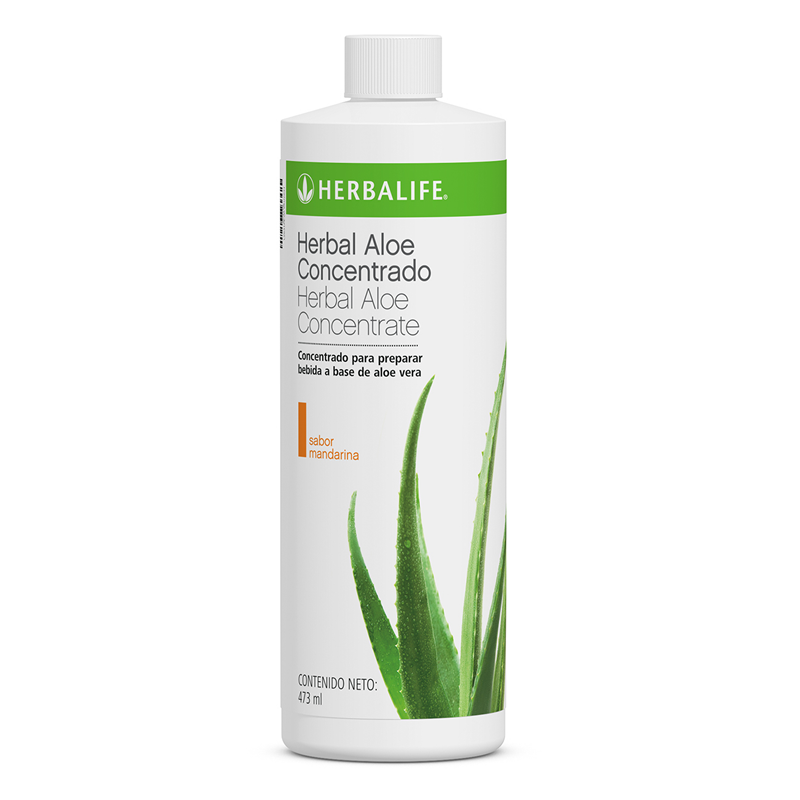 HERBALIFE®
Herbal Aloe
Concentrado
Herbal Aloe
Concentrate
Concentrado para preparar
bebida a base de aloe vera
sabor
mandarina
CONTENIDO NETO:
473 ml